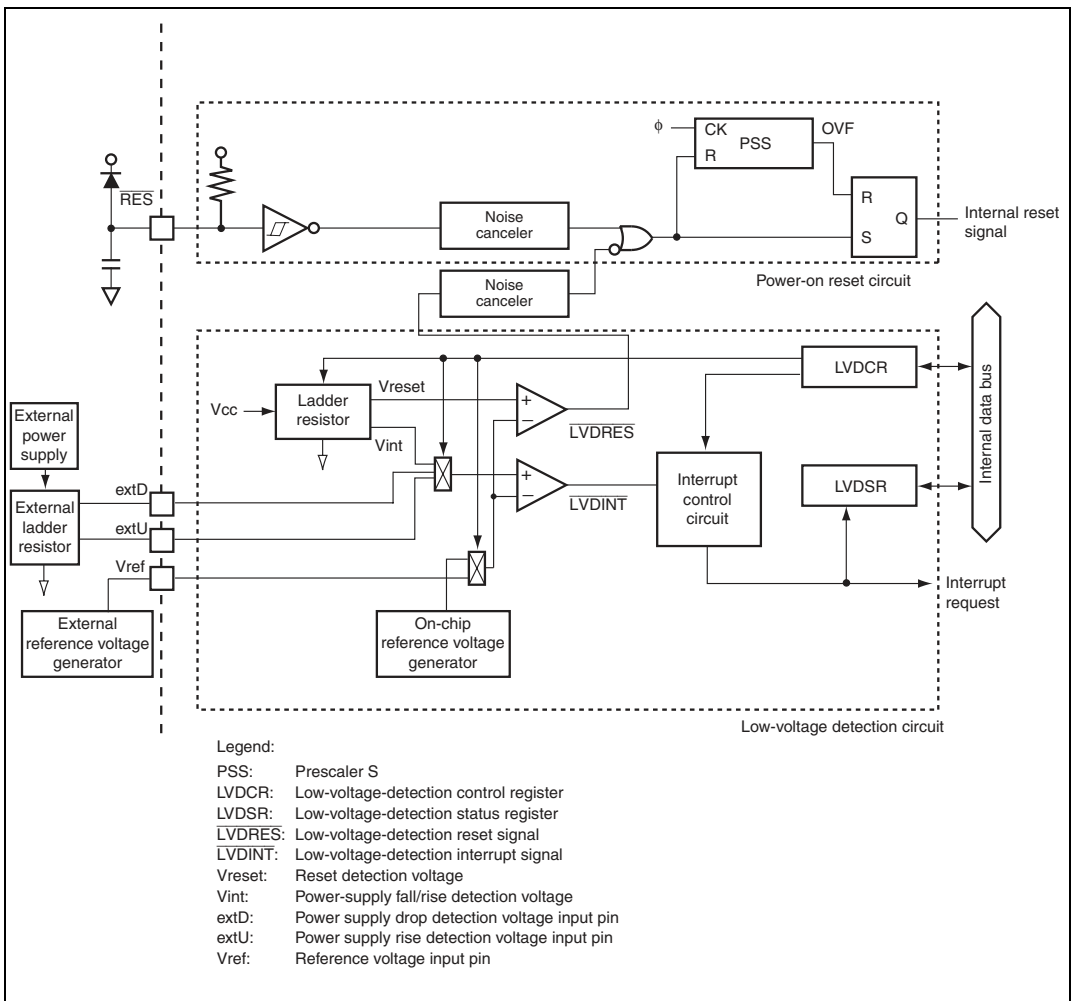 φ
CK
OVF
PSS
R
RES
Noise
canceler
R
Q
S
Internal reset
signal
Power-on reset circuit
Noise
canceler
Vcc
Ladder
resistor
Vreset
Vint
+
−
LVDRES
LVDCR
Internal data bus
External
power
supply
External
ladder
resistor
extD
extU
Vref
+
−
LVDINT
Interrupt
control
circuit
LVDSR
Interrupt
request
External
reference voltage
generator
On-chip
reference voltage
generator
Low-voltage detection circuit
Legend:
PSS: Prescaler S
LVDCR: Low-voltage-detection control register
LVDSR: Low-voltage-detection status register
LVDRES: Low-voltage-detection reset signal
LVDINT: Low-voltage-detection interrupt signal
Vreset: Reset detection voltage
Vint: Power-supply fall/rise detection voltage
extD: Power supply drop detection voltage input pin
extU: Power supply rise detection voltage input pin
Vref: Reference voltage input pin